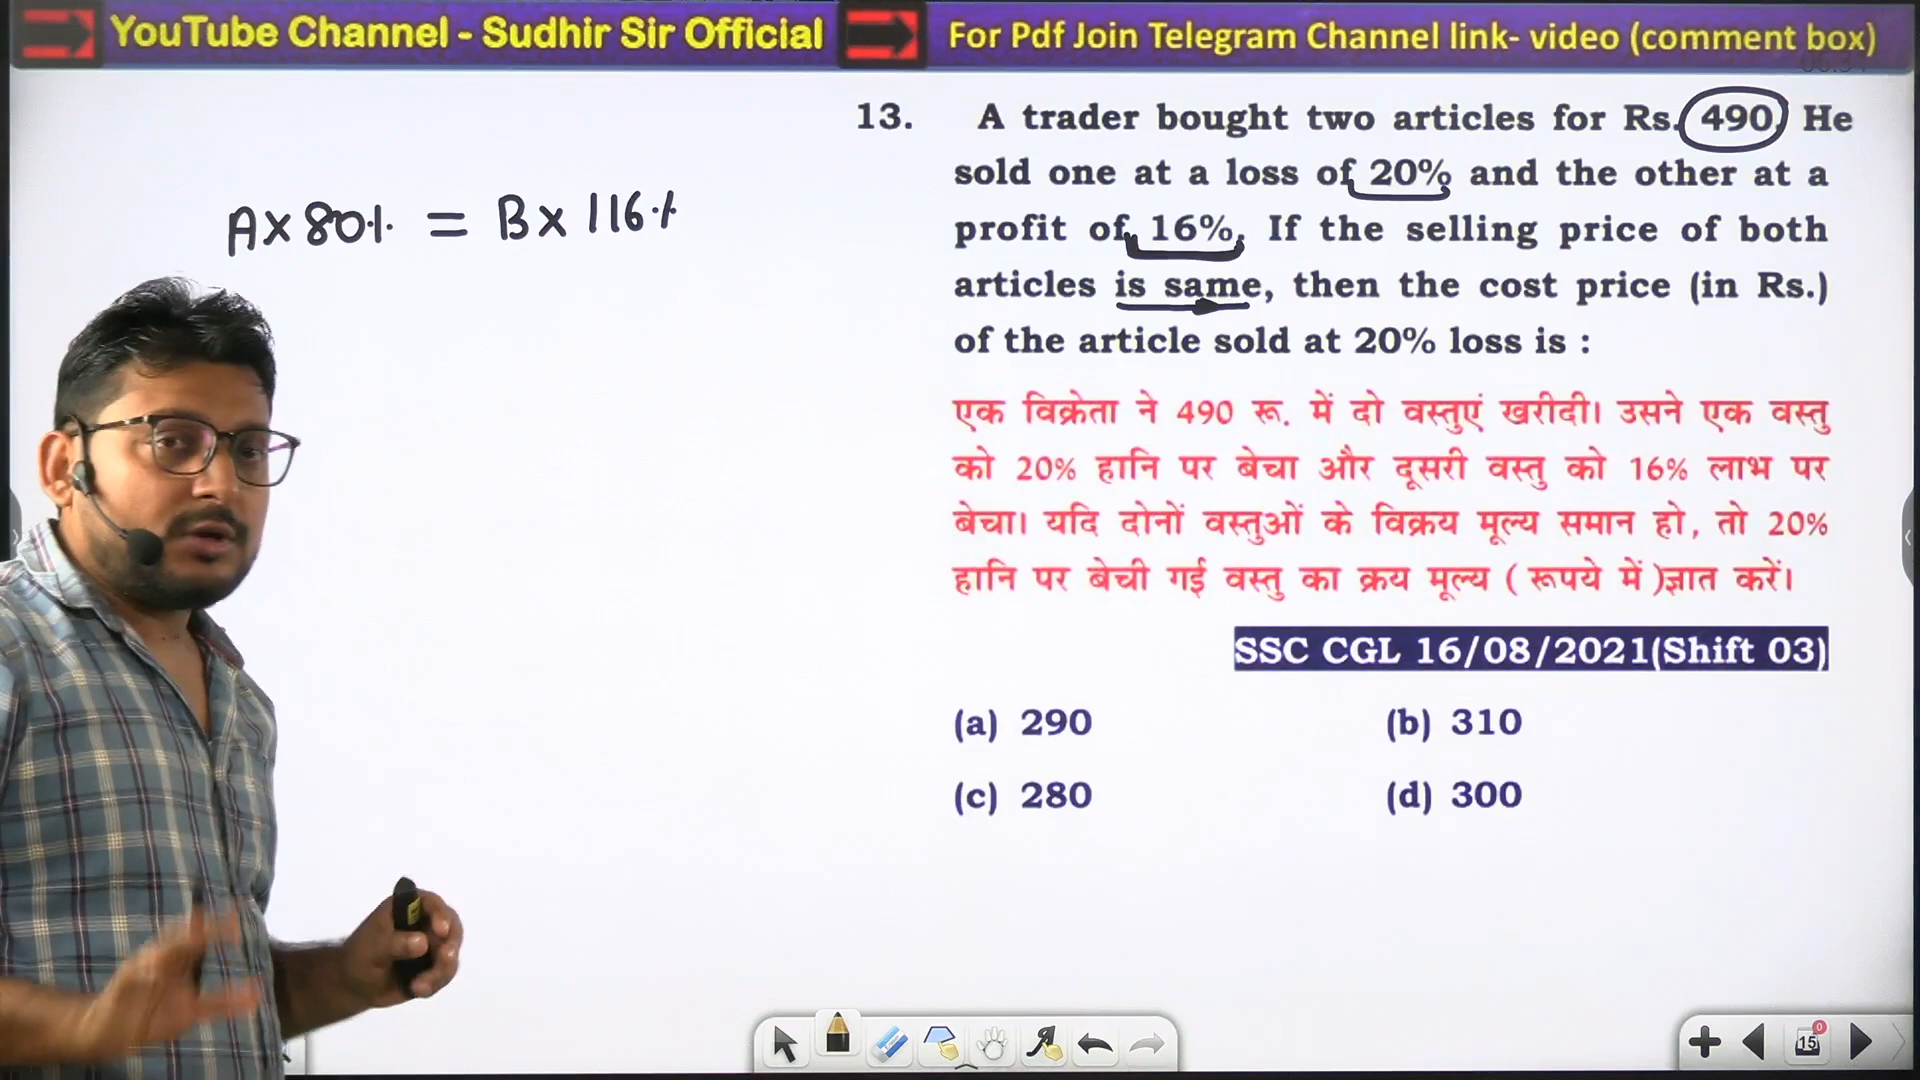 YouTube Channel - Sudhir Sir Official
For Pdf Join Telegram Channel link- video (comment box)
A × 80% = B × 116%
13. A trader bought two articles for Rs. 490. He
sold one at a loss of 20% and the other at a
profit of 16%. If the selling price of both
articles is same, then the cost price (in Rs.)
of the article sold at 20% loss is :
एक विक्रेता ने 490 रू. में दो वस्तुएं खरीदी। उसने एक वस्तु
को 20% हानि पर बेचा और दूसरी वस्तु को 16% लाभ पर
बेचा। यदि दोनों वस्तुओं के विक्रय मूल्य समान हो, तो 20%
हानि पर बेची गई वस्तु का क्रय मूल्य ( रूपये में )ज्ञात करें।
SSC CGL 16/08/2021(Shift 03)
(a) 290 (b) 310
(c) 280 (d) 300
15 0